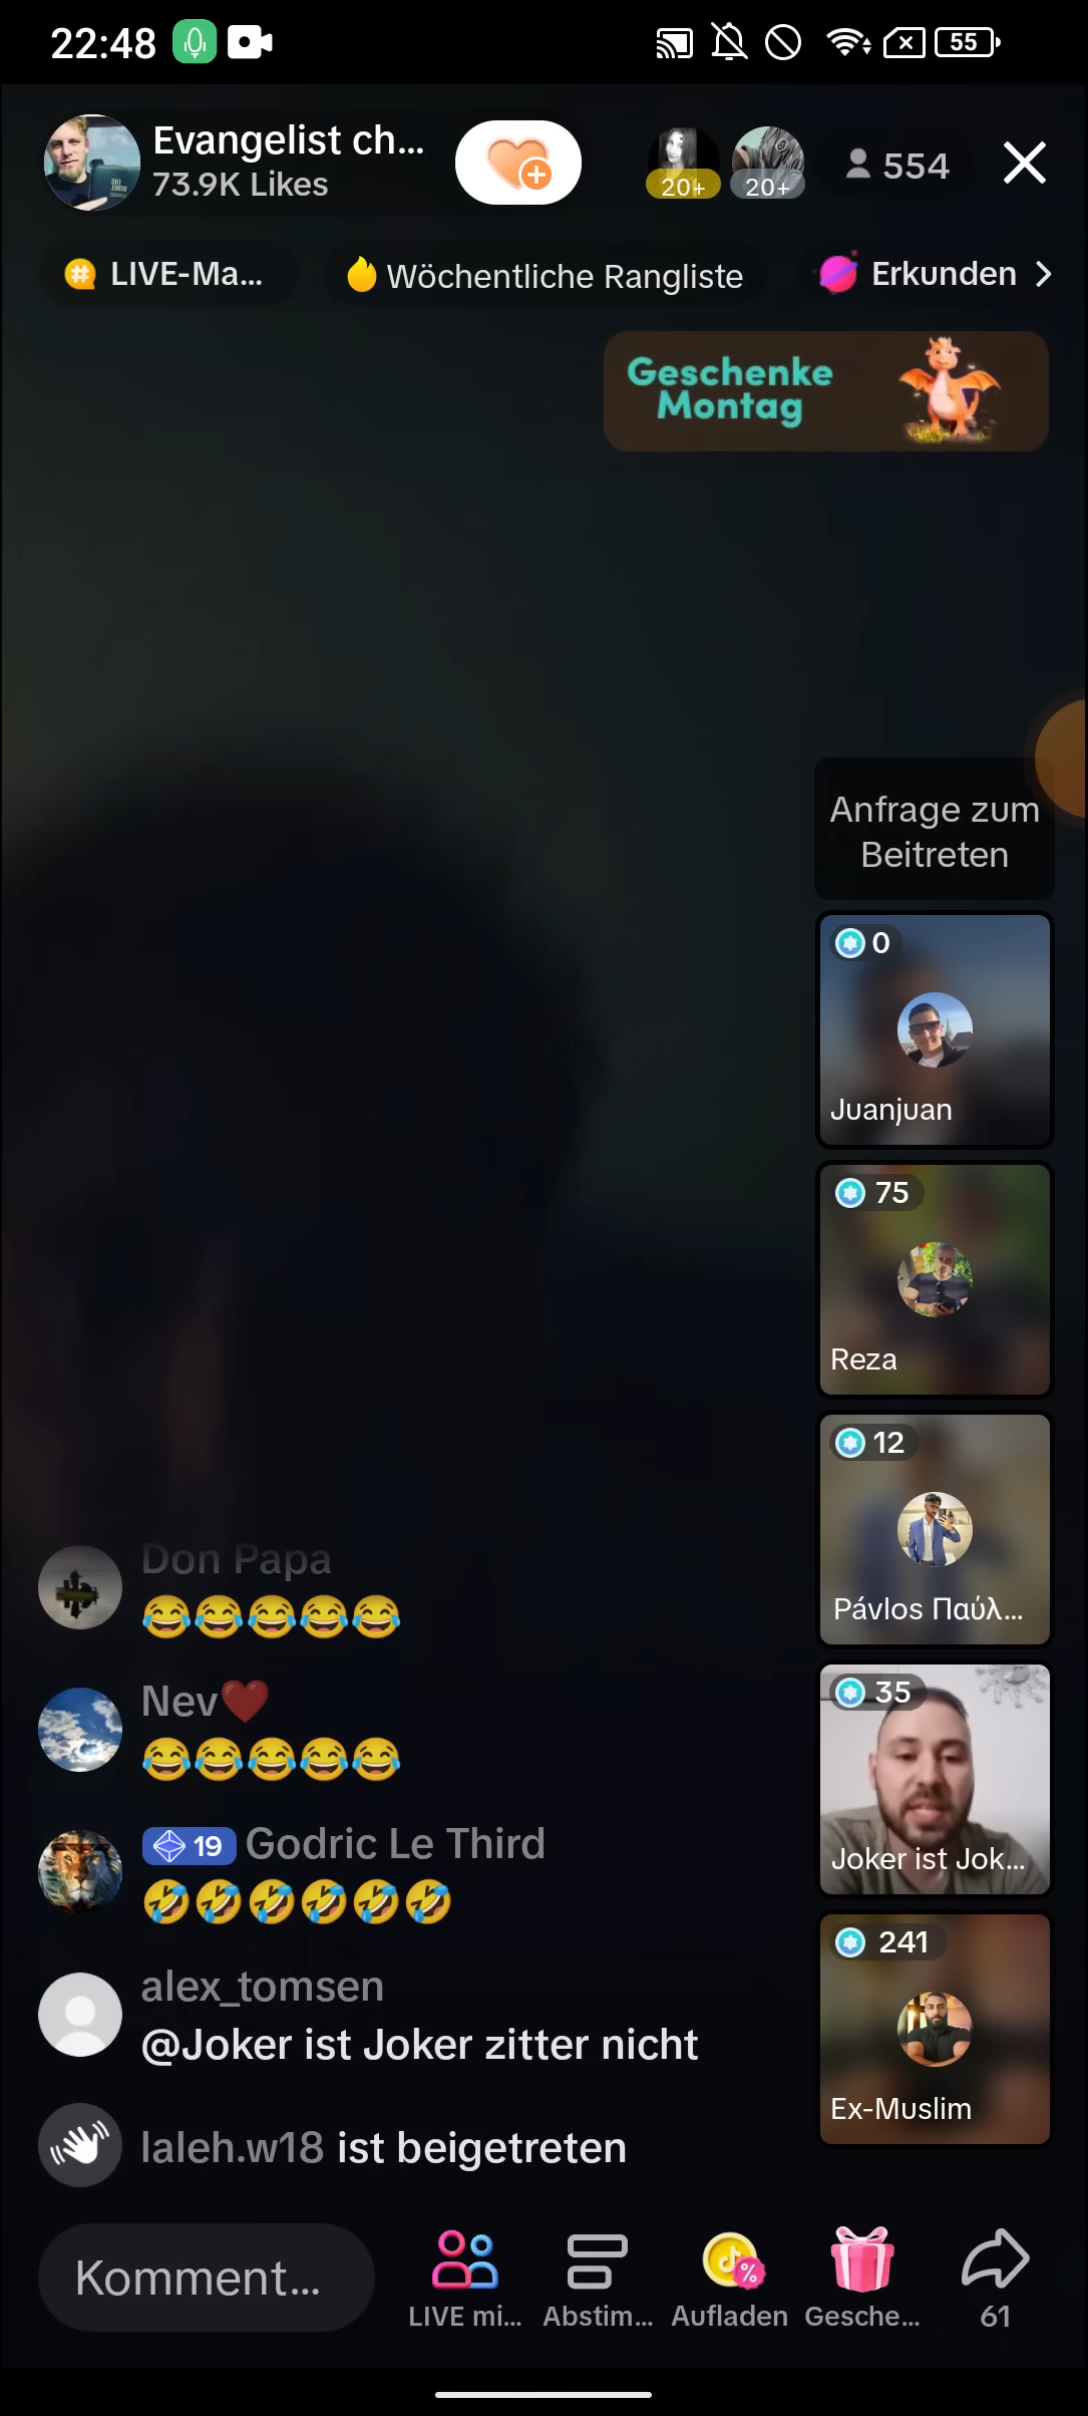 22:48
55
Evangelist ch...
73.9K Likes
20+
20+
554
LIVE-Ma...
Wöchentliche Rangliste
Erkunden
Geschenke
Montag
Anfrage zum
Beitreten
0
Juanjuan
75
Reza
12
Pávlos Παύλ...
35
Joker ist Jok...
241
Ex-Muslim
Don Papa
😂😂😂😂😂
Nev❤️
😂😂😂😂😂
19 Godric Le Third
🤣🤣🤣🤣🤣🤣
alex_tomsen
@Joker ist Joker zitter nicht
laleh.w18 ist beigetreten
Komment...
LIVE mi...
Abstim...
Aufladen
Gesche...
61